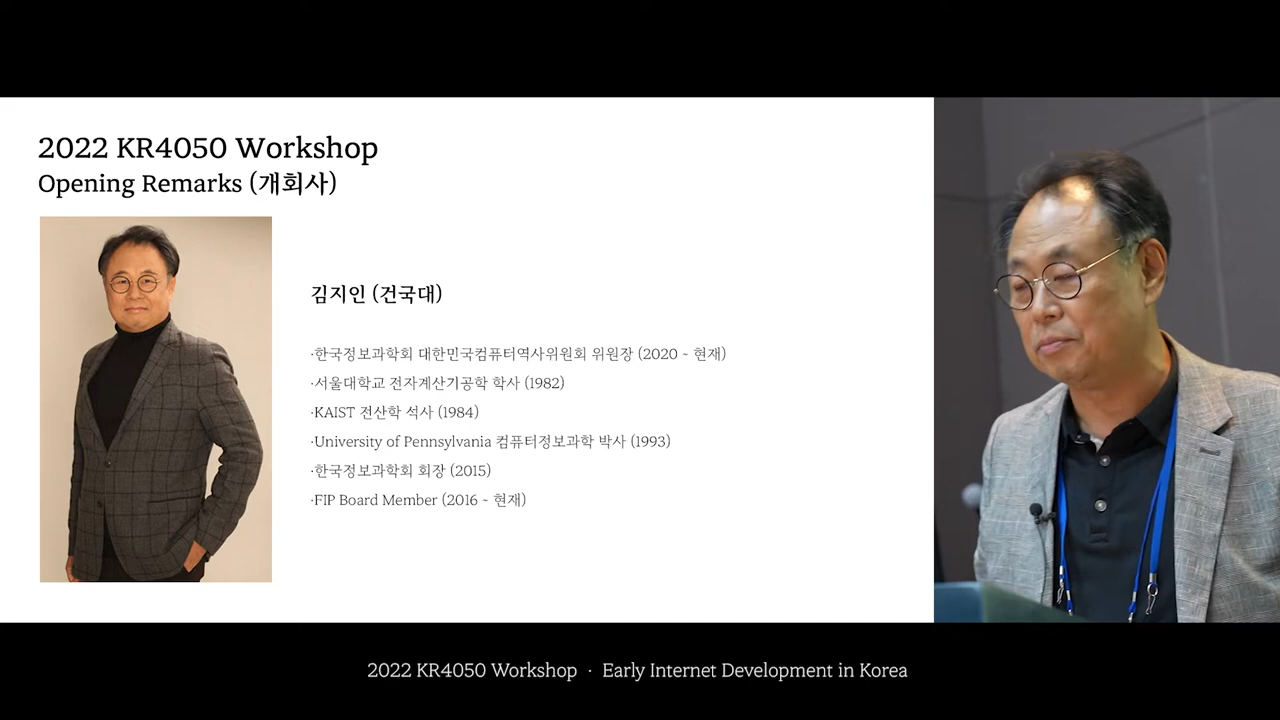 2022 KR4050 Workshop
Opening Remarks (개회사)
김지인 (건국대)
·한국정보과학회 대한민국컴퓨터역사위원회 위원장 (2020 ~ 현재)
·서울대학교 전자계산기공학 학사 (1982)
·KAIST 전산학 석사 (1984)
·University of Pennsylvania 컴퓨터정보과학 박사 (1993)
·한국정보과학회 회장 (2015)
·FIP Board Member (2016 ~ 현재)
2022 KR4050 Workshop · Early Internet Development in Korea